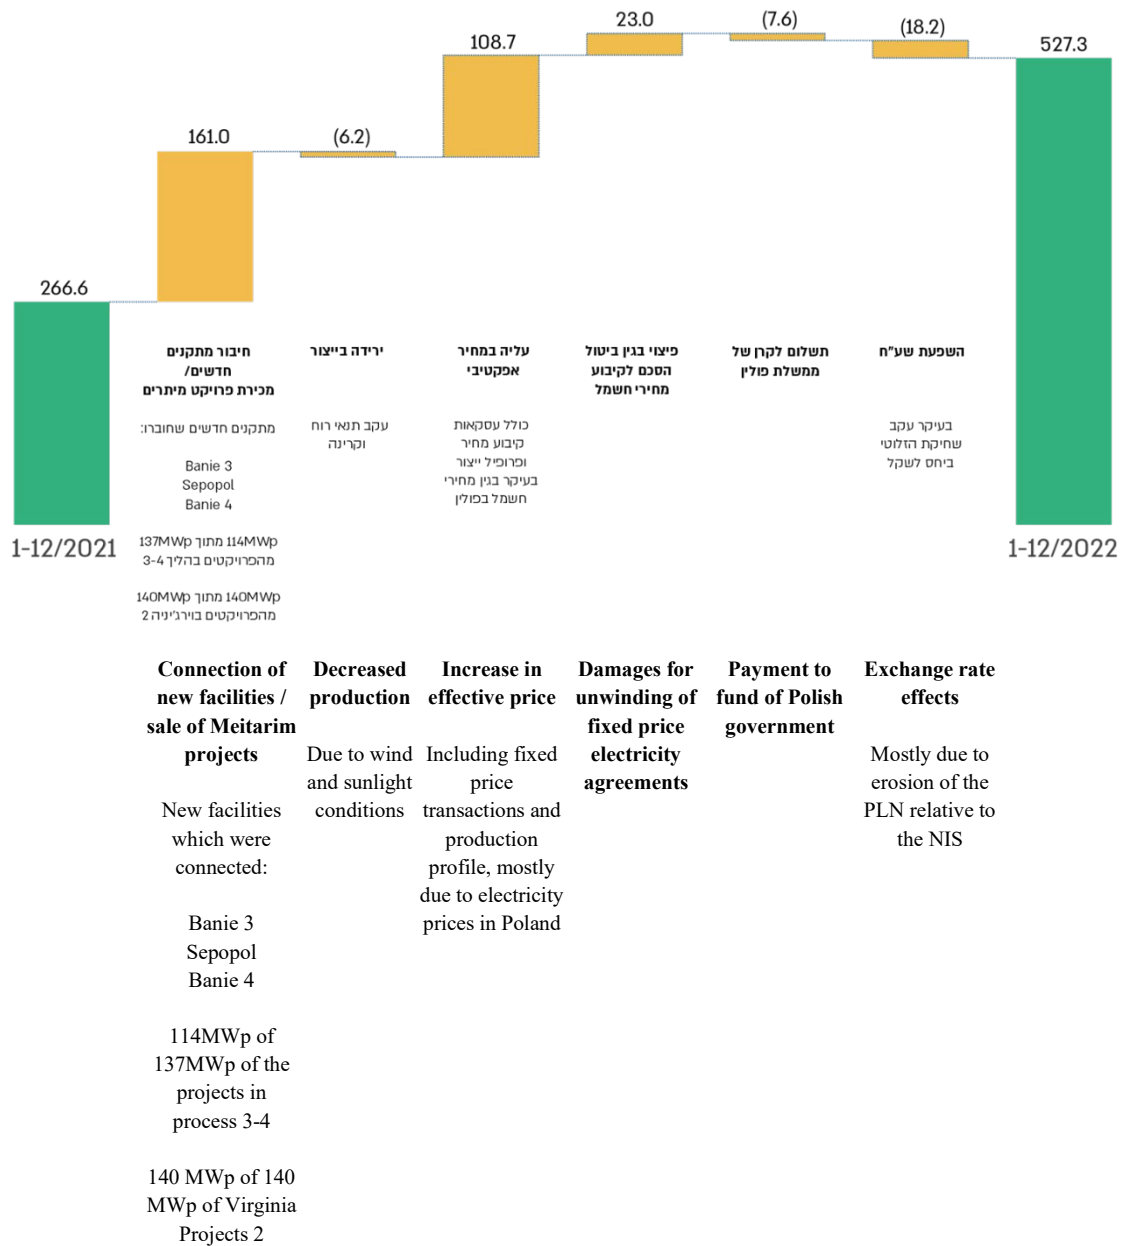 266.6
161.0
(6.2)
108.7
23.0
(7.6)
(18.2)
527.3
1-12/2021
1-12/2022
חיבור מתקנים
חדשים/
מכירת פרויקט מיתרים
מתקנים חדשים שחוברו:
Banie 3
Sepopol
Banie 4
114MWp מתוך 137MWp
מהפרויקטים בהליך 3-4
140MWp מתוך 140MWp
מהפרויקטים בוירג'יניה 2
ירידה בייצור
עקב תנאי רוח
וקרינה
עליה במחיר
אפקטיבי
כולל עסקאות
קיבוע מחיר
ופרופיל ייצור
בעיקר בגין מחירי
חשמל בפולין
פיצוי בגין ביטול
הסכם לקיבוע
מחירי חשמל
תשלום לקרן של
ממשלת פולין
השפעת שע"ח
בעיקר עקב
שחיקת הזלוטי
ביחס לשקל
Connection of
new facilities /
sale of Meitarim
projects
New facilities
which were
connected:
Banie 3
Sepopol
Banie 4
114MWp of
137MWp of the
projects in
process 3-4
140 MWp of 140
MWp of Virginia
Projects 2
Decreased
production
Due to wind
and sunlight
conditions
Increase in
effective price
Including fixed
price
transactions and
production
profile, mostly
due to electricity
prices in Poland
Damages for
unwinding of
fixed price
electricity
agreements
Payment to
fund of Polish
government
Exchange rate
effects
Mostly due to
erosion of the
PLN relative to
the NIS